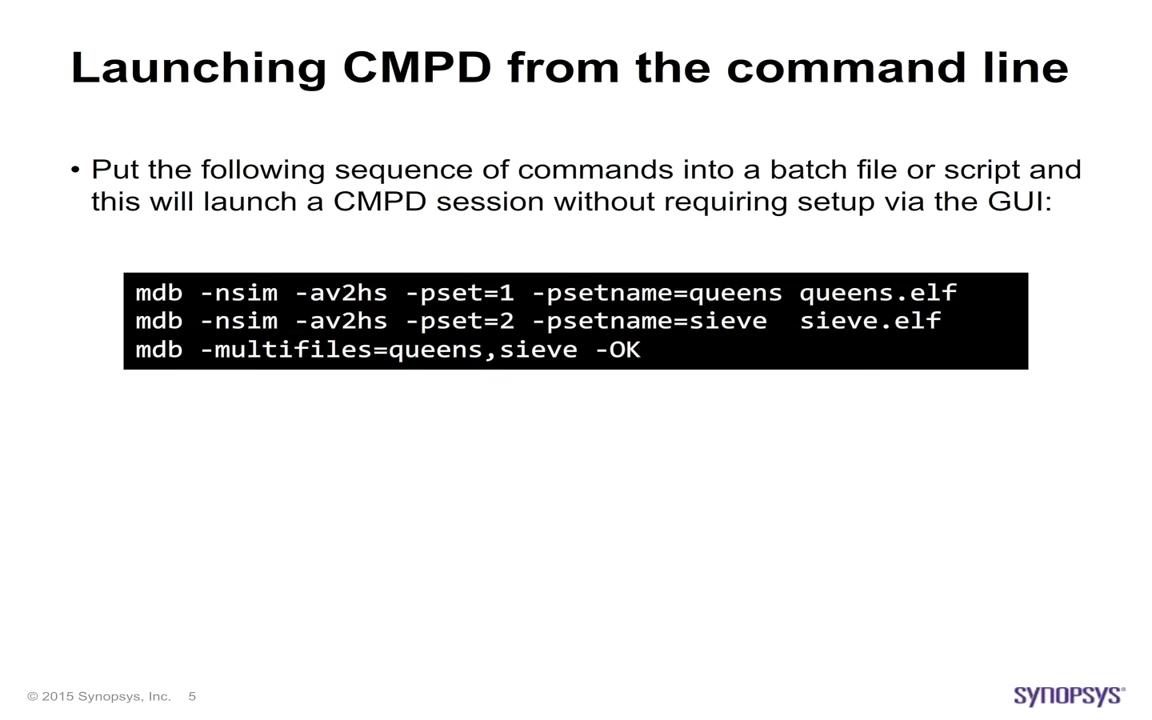 Launching CMPD from the command line
• Put the following sequence of commands into a batch file or script and
this will launch a CMPD session without requiring setup via the GUI:
mdb -nsim -av2hs -pset=1 -psetname=queens queens.elf
mdb -nsim -av2hs -pset=2 -psetname=sieve  sieve.elf
mdb -multifiles=queens,sieve -OK
© 2015 Synopsys, Inc. 5
SYNOPSYS®